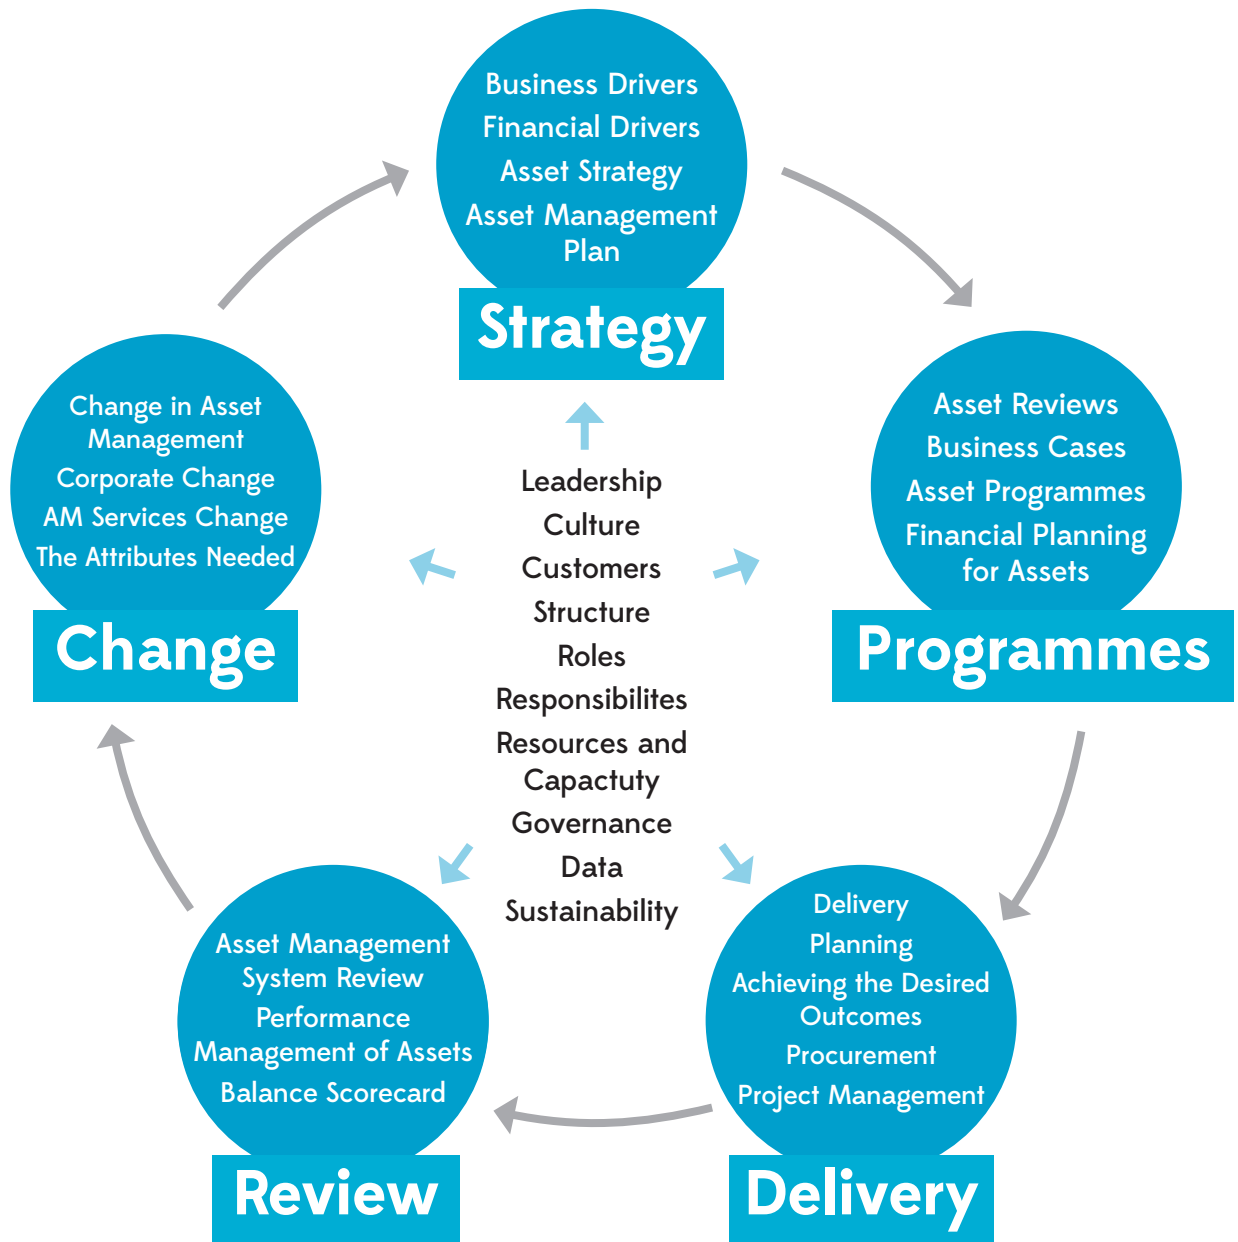 Business Drivers
Financial Drivers
Asset Strategy
Asset Management
Plan
Strategy
Asset Reviews
Business Cases
Asset Programmes
Financial Planning
for Assets
Programmes
Delivery
Planning
Achieving the Desired
Outcomes
Procurement
Project Management
Delivery
Asset Management
System Review
Performance
Management of Assets
Balance Scorecard
Review
Change in Asset
Management
Corporate Change
AM Services Change
The Attributes Needed
Change
Leadership
Culture
Customers
Structure
Roles
Responsibilites
Resources and
Capactuty
Governance
Data
Sustainability